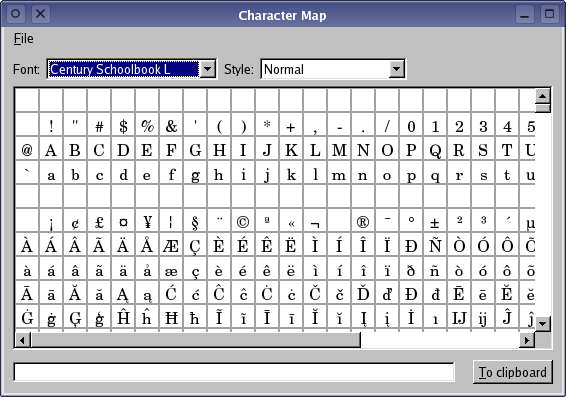 Character Map
File
Font: Century Schoolbook L Style: Normal
! " # $ % & ' ( ) * + , - . / 0 1 2 3 4 5
@ A B C D E F G H I J K L M N O P Q R S T U
` a b c d e f g h i j k l m n o p q r s t u
¡ ¢ £ ¤ ¥ ¦ § ¨ © ª « ¬ ® ¯ ° ± ² ³ ´ µ
À Á Â Ã Ä Å Æ Ç È É Ê Ë Ì Í Î Ï Ð Ñ Ò Ó Ô Õ
à á â ã ä å æ ç è é ê ë ì í î ï ð ñ ò ó ô õ
Ā ā Ă ă Ą ą Ć ć Ĉ ĉ Ċ ċ Č č Ď ď Đ đ Ē ē Ĕ ĕ
Ġ ġ Ģ ģ Ĥ ĥ Ħ ħ Ĩ ĩ Ī ī Ĭ ĭ Į į İ ı IJ ij Ĵ ĵ
To clipboard